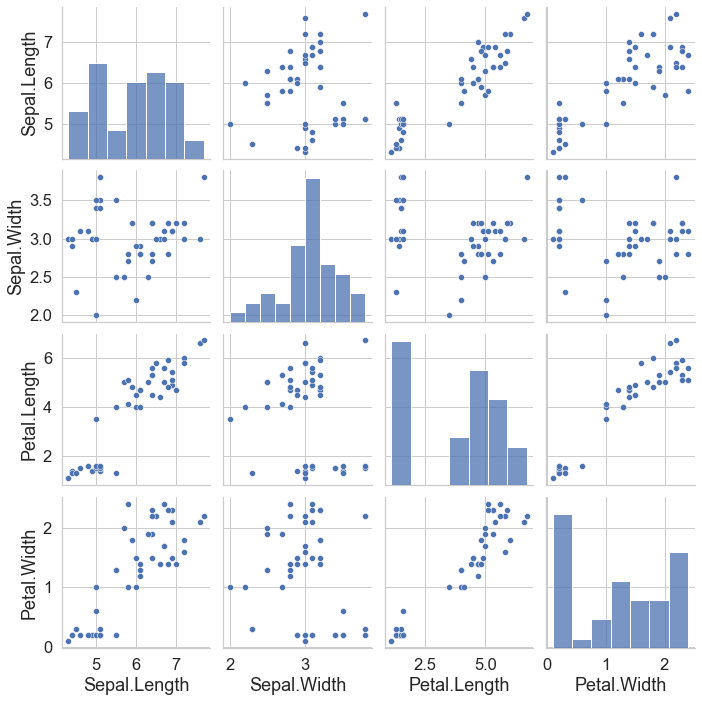 Sepal.Length
7
6
5
Sepal.Width
3.5
3.0
2.5
2.0
Petal.Length
6
4
2
Petal.Width
2
1
0
5 6 7
2 3
2.5 5.0
0 1 2
Sepal.Length
Sepal.Width
Petal.Length
Petal.Width